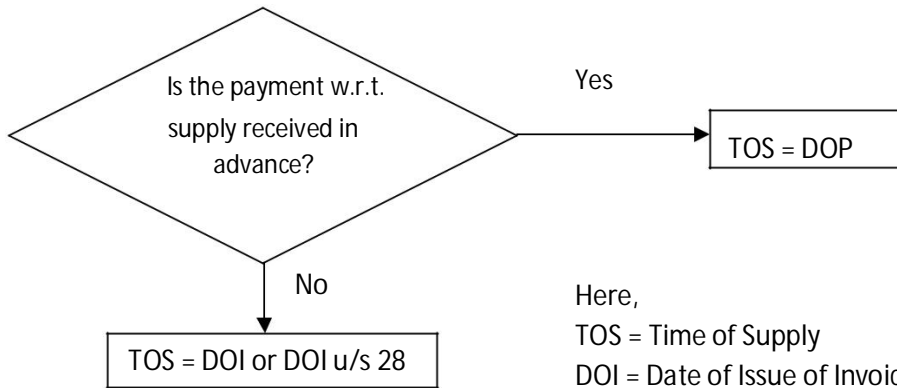 Is the payment w.r.t.
supply received in
advance?
Yes
TOS = DOP
No
TOS = DOI or DOI u/s 28
Here,
TOS = Time of Supply
DOI = Date of Issue of